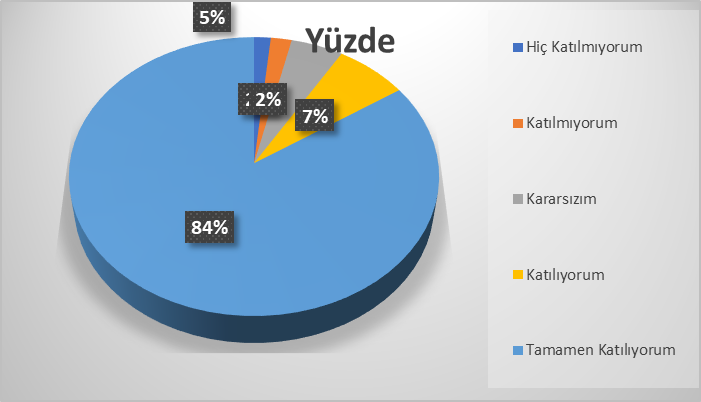 5%
Yüzde
2%
7%
84%
Hiç Katılmıyorum
Katılmıyorum
Kararsızım
Katılıyorum
Tamamen Katılıyorum